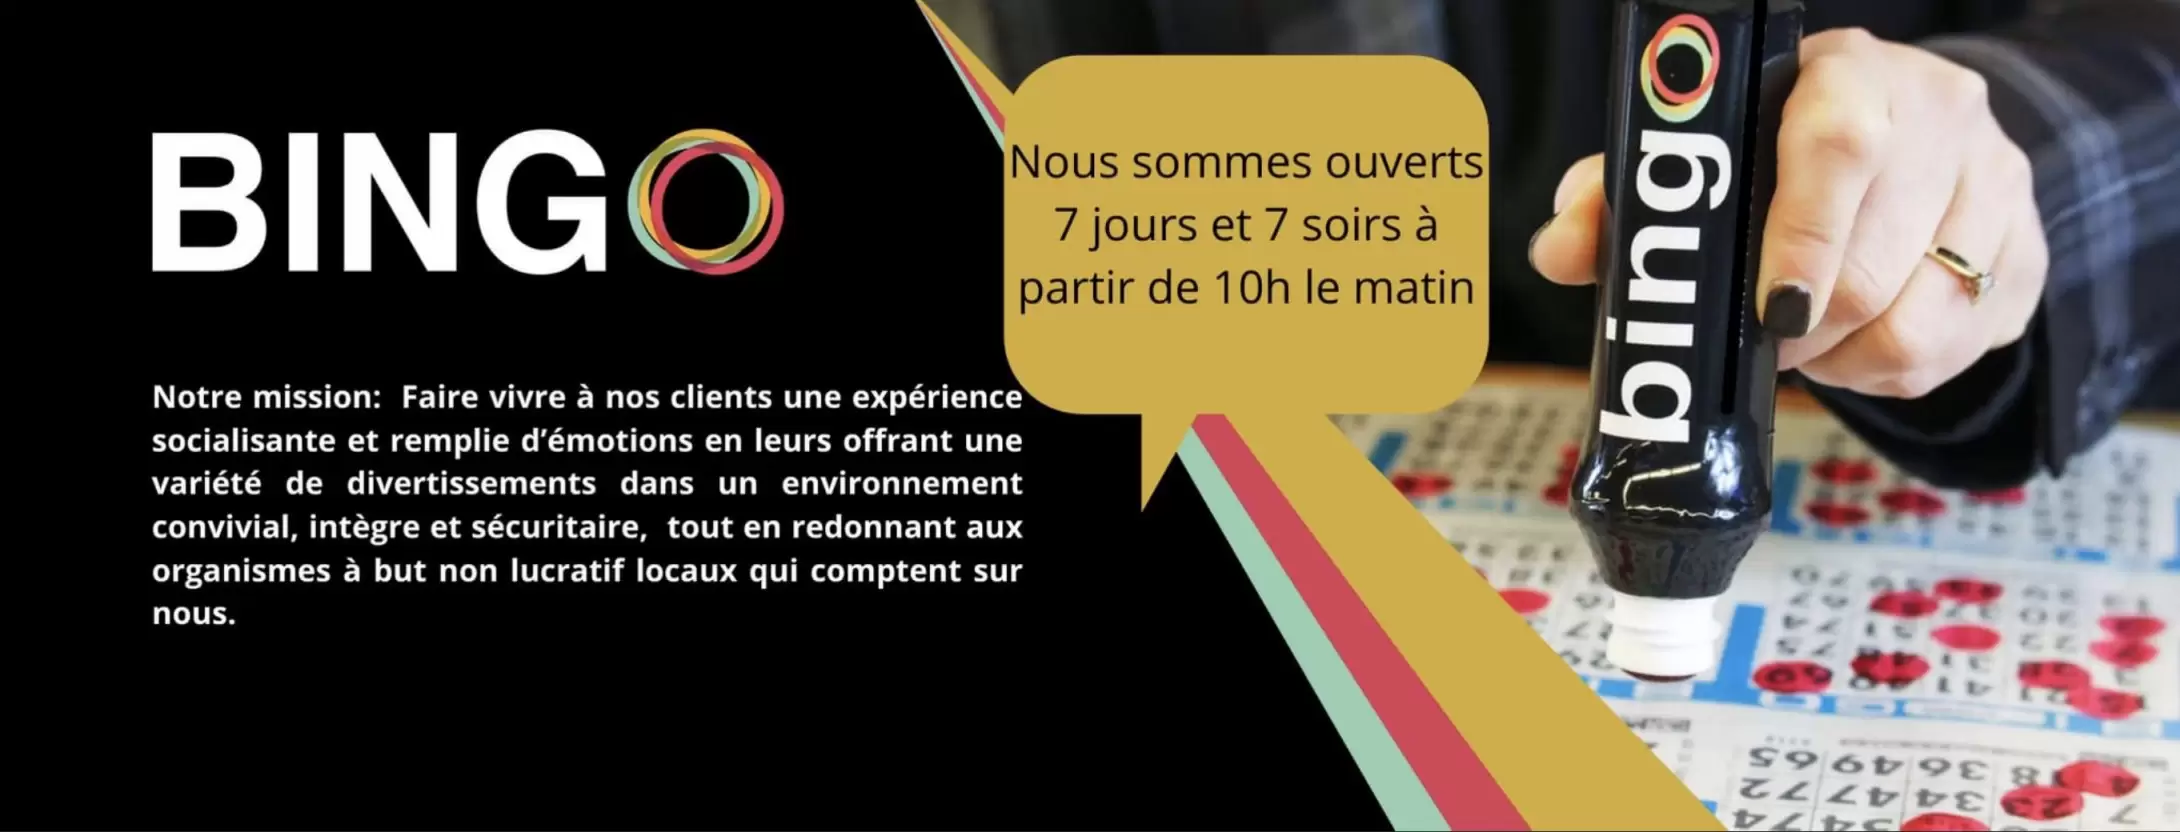 BINGO
Notre mission: Faire vivre à nos clients une expérience
socialisante et remplie d’émotions en leurs offrant une
variété de divertissements dans un environnement
convivial, intègre et sécuritaire, tout en redonnant aux
organismes à but non lucratif locaux qui comptent sur
nous.
Nous sommes ouverts
7 jours et 7 soirs à
partir de 10h le matin
bingo